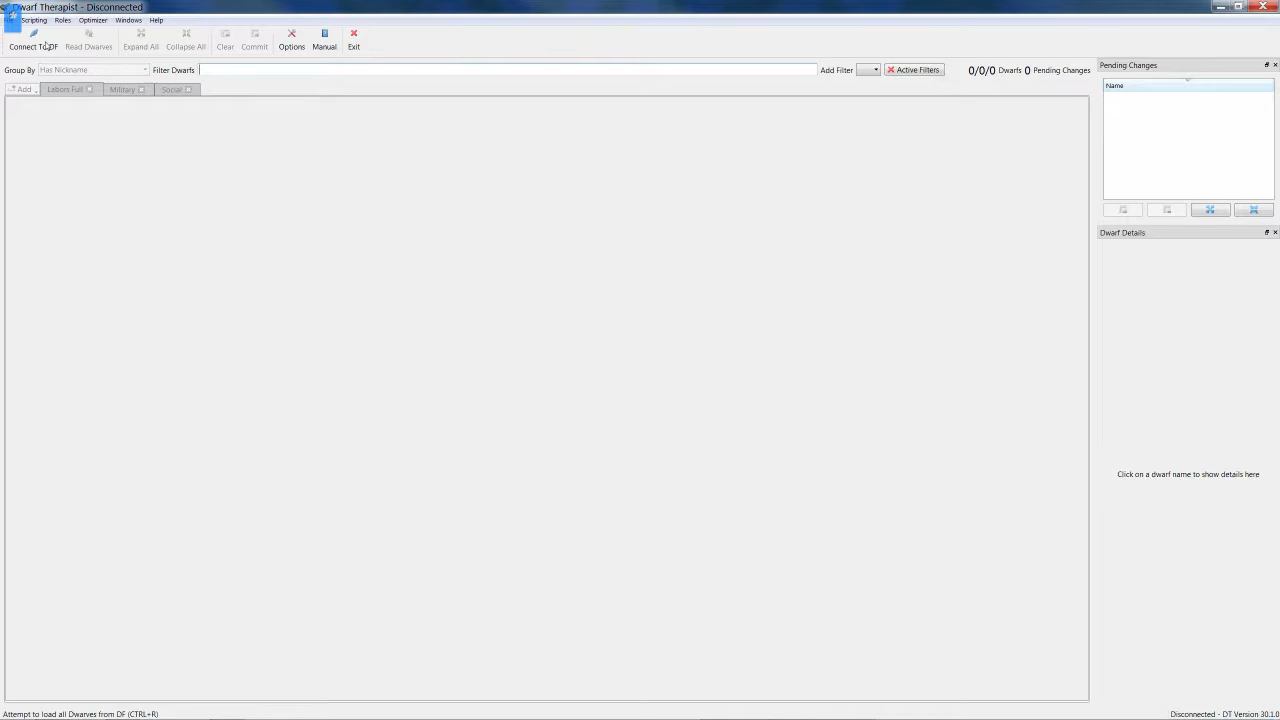 Dwarf Therapist - Disconnected
Scripting Roles Optimizer Windows Help
Connect To DF Read Dwarves Expand All Collapse All Clear Commit Options Manual Exit
Group By Has Nickname Filter Dwarfs Add Filter Active Filters 0/0/0 Dwarfs 0 Pending Changes
Add Labors Full Military Social
Pending Changes
Name
Dwarf Details
Click on a dwarf name to show details here
Attempt to load all Dwarves from DF (CTRL+R)
Disconnected - DT Version 30.1.0